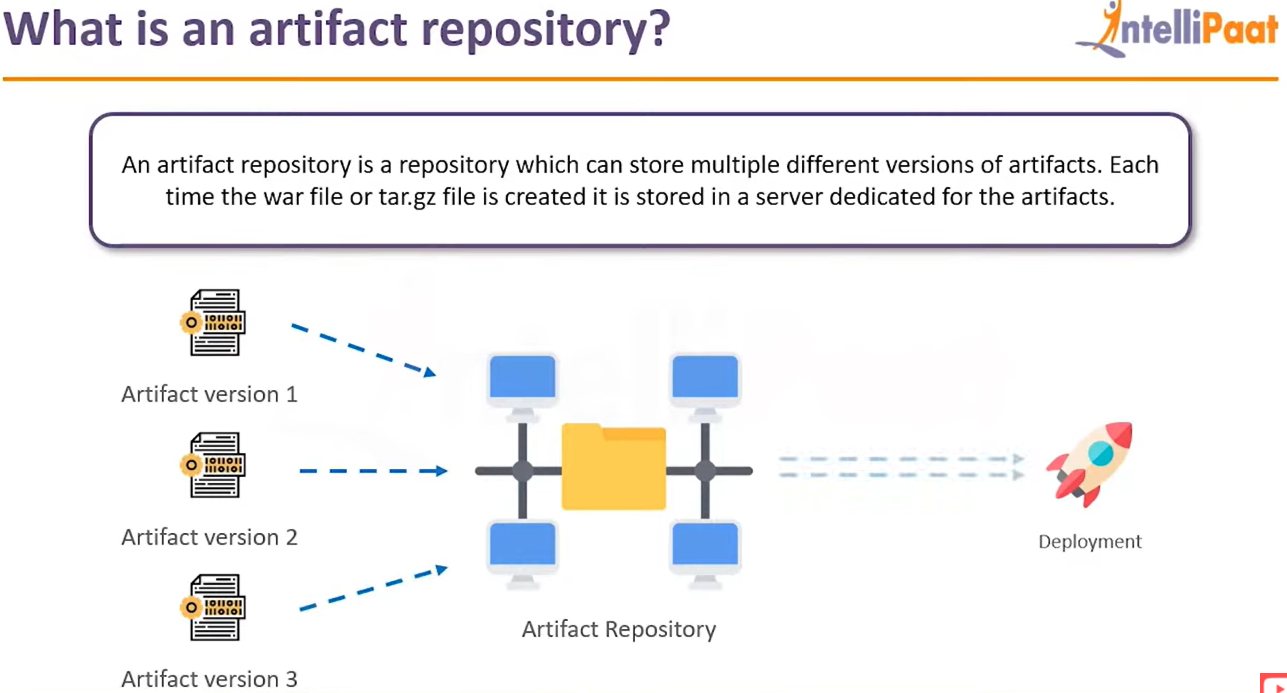 What is an artifact repository?
IntelliPaat
An artifact repository is a repository which can store multiple different versions of artifacts. Each
time the war file or tar.gz file is created it is stored in a server dedicated for the artifacts.
Artifact version 1
Artifact version 2
Artifact version 3
Artifact Repository
Deployment